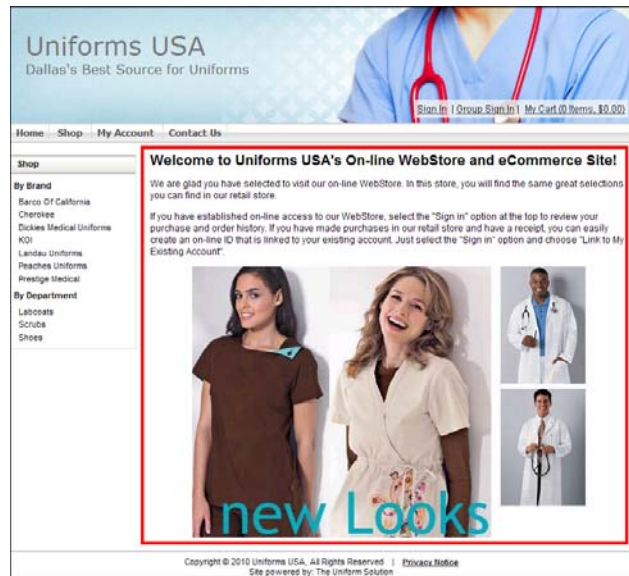 Uniforms USA
Dallas's Best Source for Uniforms
Sign In | Group Sign In | My Cart (0 Items, $0.00)
Home Shop My Account Contact Us
Shop
By Brand
Barco Of California
Cherokee
Dickies Medical Uniforms
KOI
Landau Uniforms
Peaches Uniforms
Prestige Medical
By Department
Labcoats
Scrubs
Shoes
Welcome to Uniforms USA's On-line WebStore and eCommerce Site!
We are glad you have selected to visit our on-line WebStore. In this store, you will find the same great selections
you can find in our retail store.
If you have established on-line access to our WebStore, select the "Sign in" option at the top to review your
purchase and order history. If you have made purchases in our retail store and have a receipt, you can easily
create an on-line ID that is linked to your existing account. Just select the "Sign in" option and choose "Link to My
Existing Account".
new Looks
Copyright © 2010 Uniforms USA, All Rights Reserved | Privacy Notice
Site powered by: The Uniform Solution